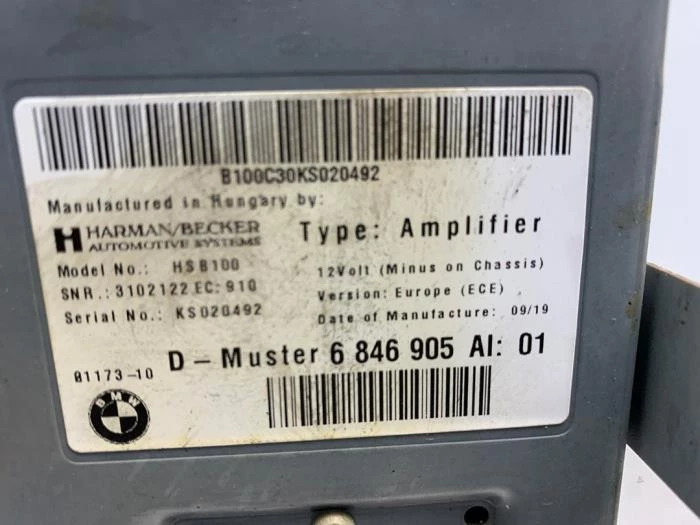 B100C30KS020492
Manufactured in Hungary by:
HARMAN/BECKER
AUTOMOTIVE SYSTEMS
Type: Amplifier
Model No.: HSB100
12Volt (Minus on Chassis)
SNR.: 3102122 EC: 910
Version: Europe (ECE)
Serial No.: KS020492
Date of Manufacture: 09/19
01173-10
D-Muster 6 846 905 AI: 01
BMW